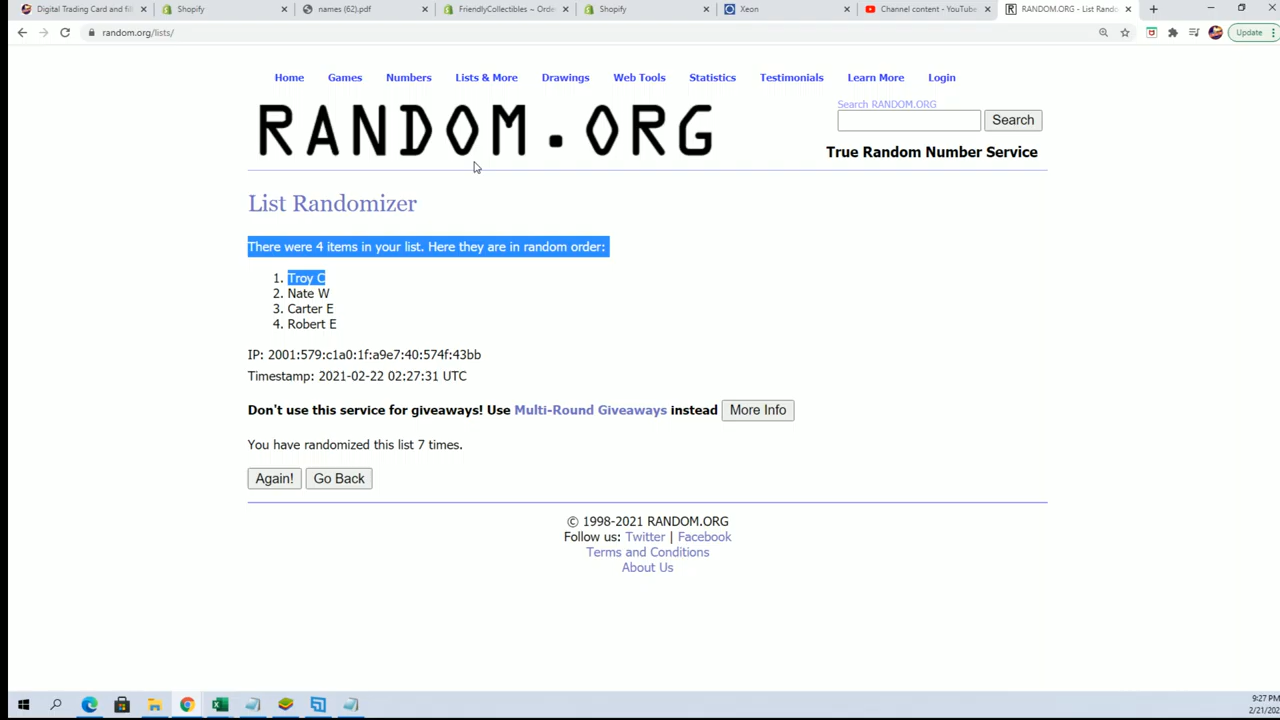 Digital Trading Card and fil
Shopify
names (62).pdf
FriendlyCollectibles ~ Orde
Shopify
Xeon
Channel content - YouTube
RANDOM.ORG - List Rando
random.org/lists/
Update
Home Games Numbers Lists & More Drawings Web Tools Statistics Testimonials Learn More Login
RANDOM.ORG
Search RANDOM.ORG
Search
True Random Number Service
List Randomizer
There were 4 items in your list. Here they are in random order:
1. Troy C
2. Nate W
3. Carter E
4. Robert E
IP: 2001:579:c1a0:1f:a9e7:40:574f:43bb
Timestamp: 2021-02-22 02:27:31 UTC
Don't use this service for giveaways! Use Multi-Round Giveaways instead More Info
You have randomized this list 7 times.
Again! Go Back
© 1998-2021 RANDOM.ORG
Follow us: Twitter | Facebook
Terms and Conditions
About Us
9:27 PM
2/21/202